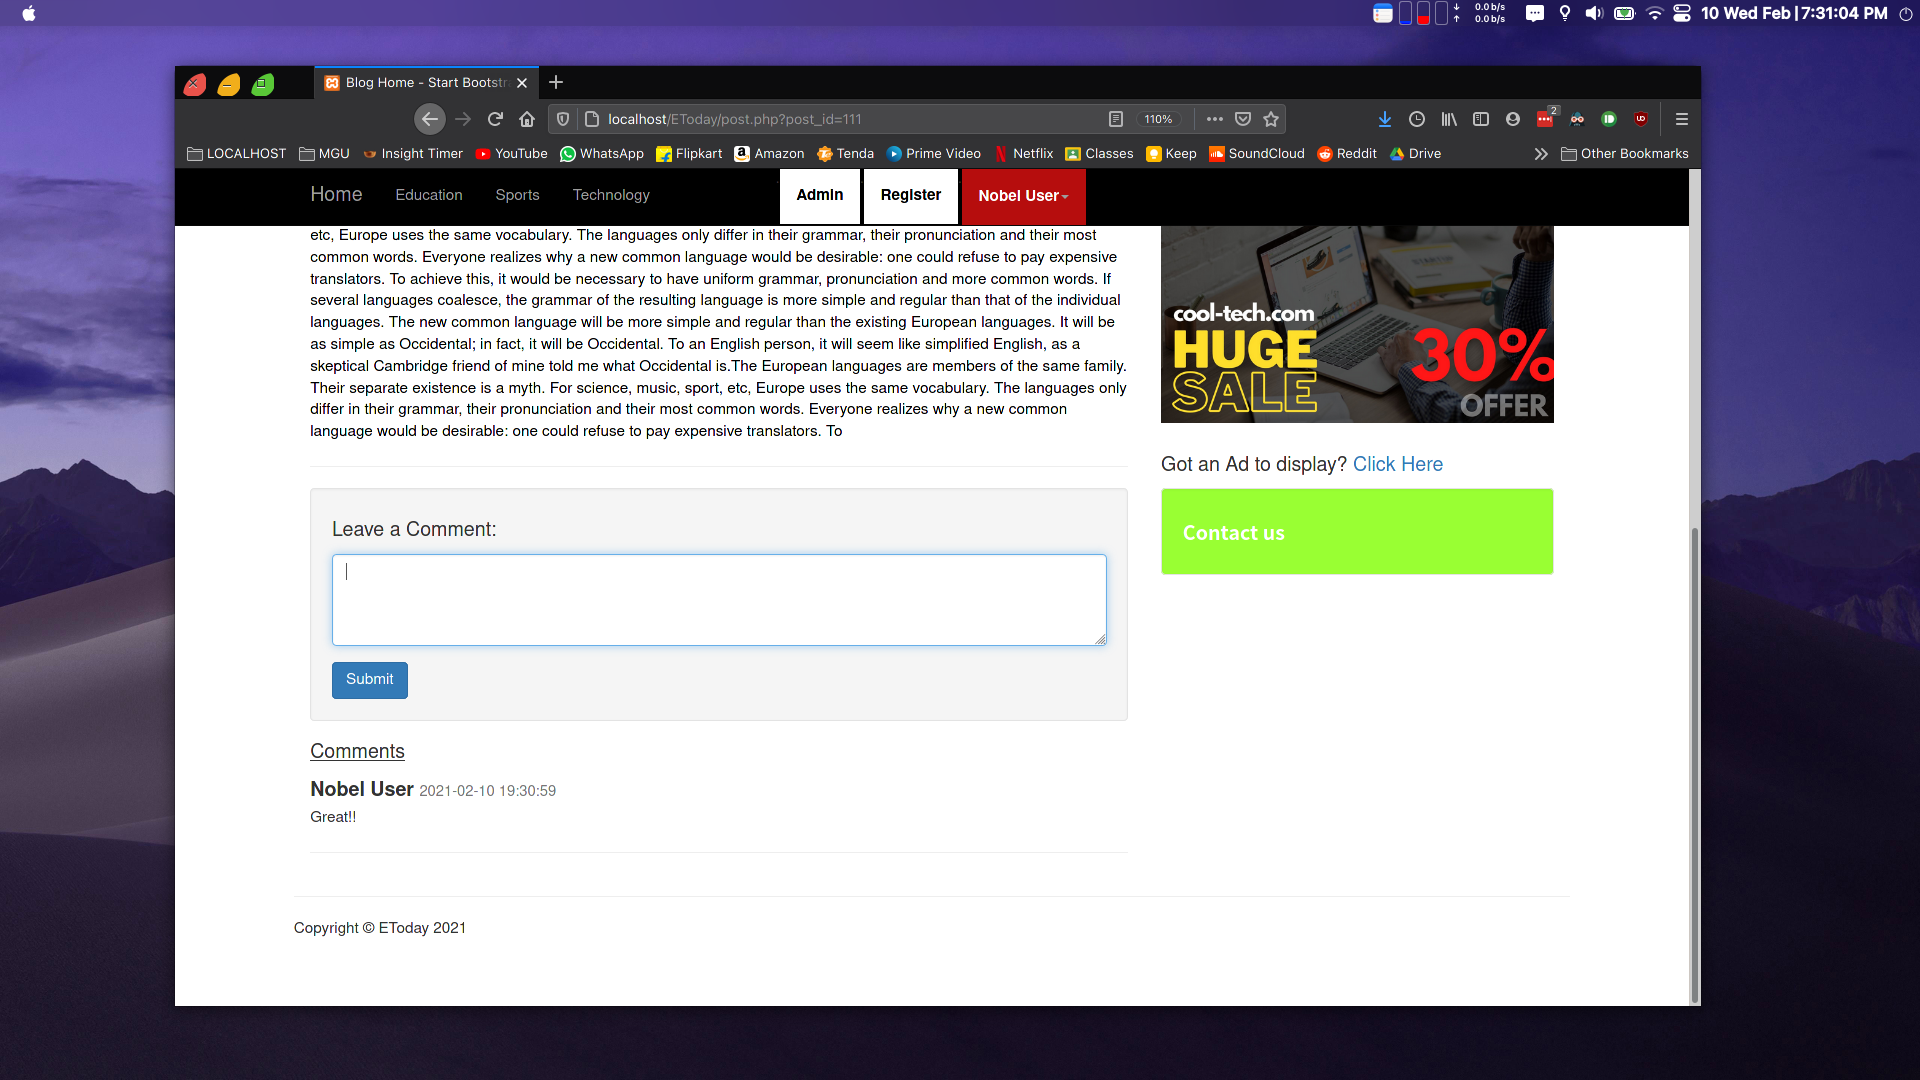 0.0 b/s
0.0 b/s
10 Wed Feb | 7:31:04 PM
Blog Home - Start Bootstr
localhost/EToday/post.php?post_id=111
110%
2
LOCALHOST MGU Insight Timer YouTube WhatsApp Flipkart Amazon Tenda Prime Video Netflix Classes Keep SoundCloud Reddit Drive Other Bookmarks
Home Education Sports Technology Admin Register Nobel User
etc, Europe uses the same vocabulary. The languages only differ in their grammar, their pronunciation and their most
common words. Everyone realizes why a new common language would be desirable: one could refuse to pay expensive
translators. To achieve this, it would be necessary to have uniform grammar, pronunciation and more common words. If
several languages coalesce, the grammar of the resulting language is more simple and regular than that of the individual
languages. The new common language will be more simple and regular than the existing European languages. It will be
as simple as Occidental; in fact, it will be Occidental. To an English person, it will seem like simplified English, as a
skeptical Cambridge friend of mine told me what Occidental is.The European languages are members of the same family.
Their separate existence is a myth. For science, music, sport, etc, Europe uses the same vocabulary. The languages only
differ in their grammar, their pronunciation and their most common words. Everyone realizes why a new common
language would be desirable: one could refuse to pay expensive translators. To
cool-tech.com
HUGE
SALE
30%
OFFER
Got an Ad to display? Click Here
Contact us
Leave a Comment:
Submit
Comments
Nobel User 2021-02-10 19:30:59
Great!!
Copyright © EToday 2021